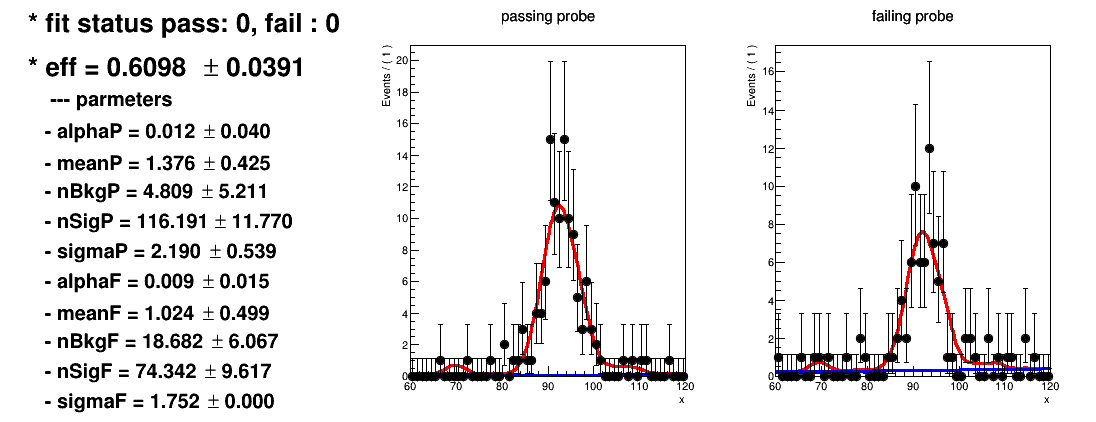 * fit status pass: 0, fail : 0
* eff = 0.6098 ± 0.0391
--- parmeters
- alphaP = 0.012 ± 0.040
- meanP = 1.376 ± 0.425
- nBkgP = 4.809 ± 5.211
- nSigP = 116.191 ± 11.770
- sigmaP = 2.190 ± 0.539
- alphaF = 0.009 ± 0.015
- meanF = 1.024 ± 0.499
- nBkgF = 18.682 ± 6.067
- nSigF = 74.342 ± 9.617
- sigmaF = 1.752 ± 0.000
passing probe
Events / ( 1 )
20
18
16
14
12
10
8
6
4
2
0
60 70 80 90 100 110 120
x
failing probe
Events / ( 1 )
16
14
12
10
8
6
4
2
0
60 70 80 90 100 110 120
x